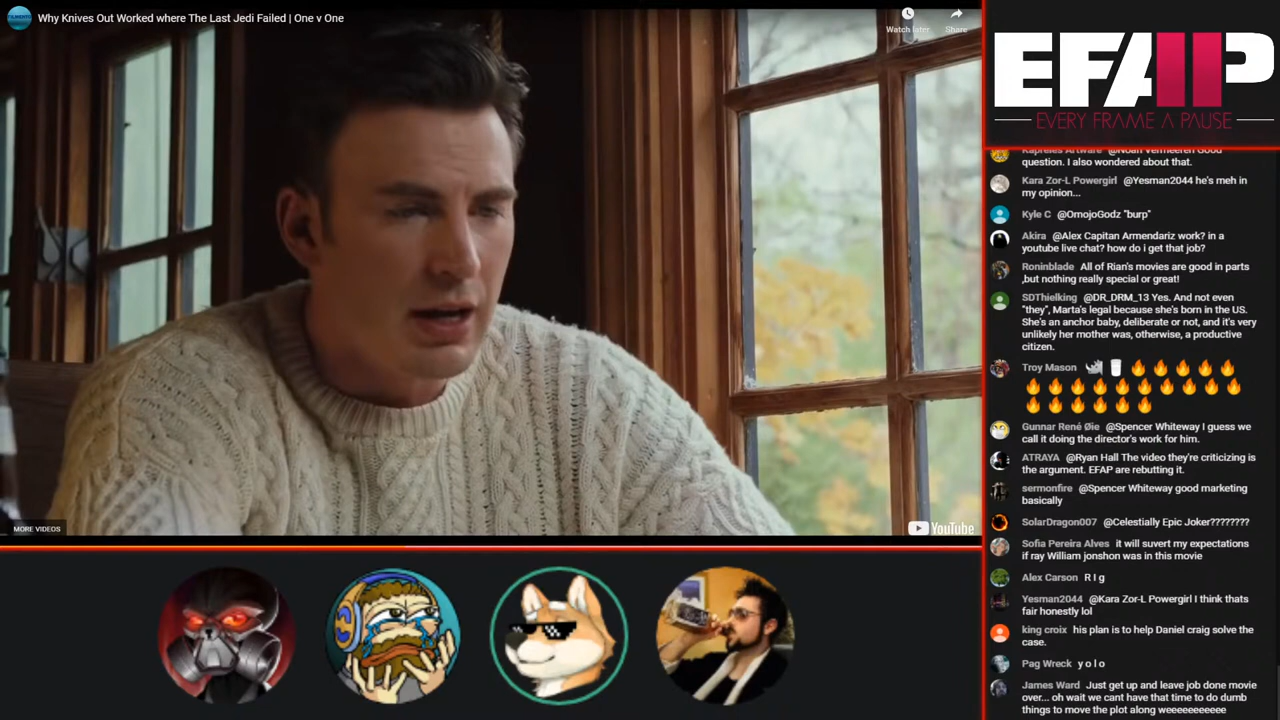 Why Knives Out Worked where The Last Jedi Failed | One v One
Watch later
Share
MORE VIDEOS
YouTube
EFAP
EVERY FRAME A PAUSE
Kapreles Artware @Noah Vermeeren Good
question. I also wondered about that.
Kara Zor-L Powergirl @Yesman2044 he's meh in
my opinion...
Kyle C @OmojoGodz "burp"
Akira @Alex Capitan Armendariz work? in a
youtube live chat? how do i get that job?
Roninblade All of Rian's movies are good in parts
,but nothing really special or great!
SDThielking @DR_DRM_13 Yes. And not even
"they", Marta's legal because she's born in the US.
She's an anchor baby, deliberate or not, and it's very
unlikely her mother was, otherwise, a productive
citizen.
Troy Mason
Gunnar René Øie @Spencer Whiteway I guess we
call it doing the director's work for him.
ATRAYA @Ryan Hall The video they're criticizing is
the argument. EFAP are rebutting it.
sermonfire @Spencer Whiteway good marketing
basically
SolarDragon007 @Celestially Epic Joker????????
Sofia Pereira Alves it will suvert my expectations
if ray William jonshon was in this movie
Alex Carson R I g
Yesman2044 @Kara Zor-L Powergirl I think thats
fair honestly lol
king croix his plan is to help Daniel craig solve the
case.
Pag Wreck y o l o
James Ward Just get up and leave job done movie
over... oh wait we cant have that time to do dumb
things to move the plot along weeeeeeeeeee